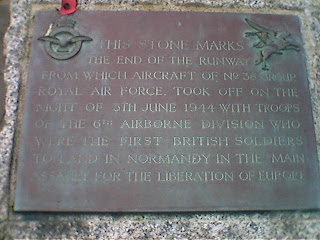 THIS STONE MARKS
THE END OF THE RUNWAY
FROM WHICH AIRCRAFT OF No 38 GROUP
ROYAL AIR FORCE, TOOK OFF ON THE
NIGHT OF 5TH JUNE 1944 WITH TROOPS
OF THE 6TH AIRBORNE DIVISION WHO
WERE THE FIRST BRITISH SOLDIERS
TO LAND IN NORMANDY IN THE MAIN
ASSAULT FOR THE LIBERATION OF EUROPE